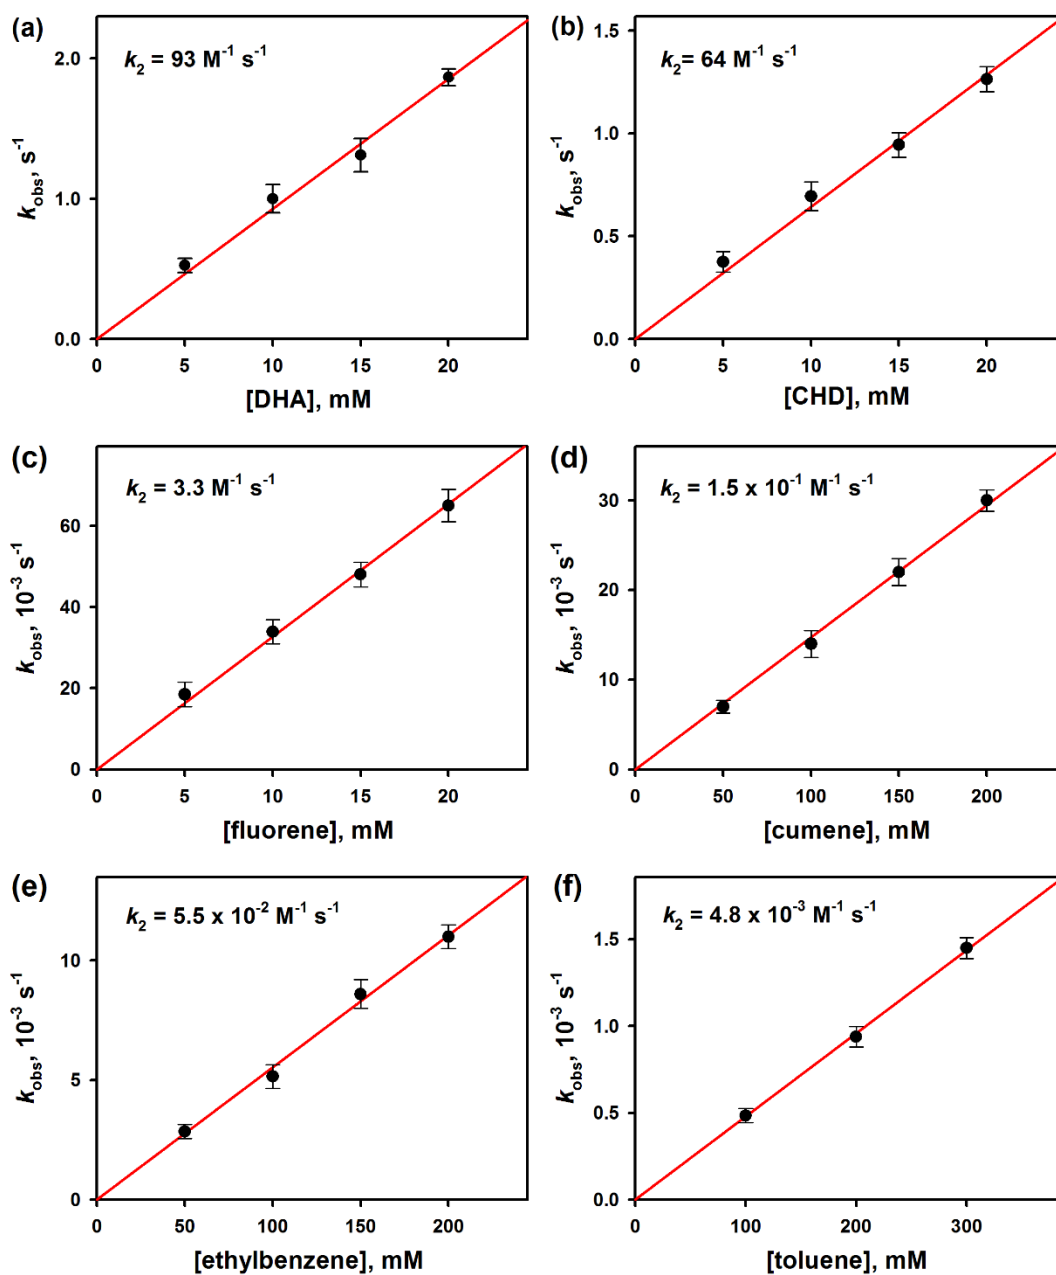 (a)
k₂ = 93 M⁻¹ s⁻¹
kobs, s⁻¹
2.0
1.0
0.0
0 5 10 15 20
[DHA], mM
(b)
k₂= 64 M⁻¹ s⁻¹
kobs, s⁻¹
1.5
1.0
0.5
0.0
0 5 10 15 20
[CHD], mM
(c)
k₂ = 3.3 M⁻¹ s⁻¹
kobs, 10⁻³ s⁻¹
60
40
20
0
0 5 10 15 20
[fluorene], mM
(d)
k₂ = 1.5 x 10⁻¹ M⁻¹ s⁻¹
kobs, 10⁻³ s⁻¹
30
20
10
0
0 50 100 150 200
[cumene], mM
(e)
k₂ = 5.5 x 10⁻² M⁻¹ s⁻¹
kobs, 10⁻³ s⁻¹
10
5
0
0 50 100 150 200
[ethylbenzene], mM
(f)
k₂ = 4.8 x 10⁻³ M⁻¹ s⁻¹
kobs, 10⁻³ s⁻¹
1.5
1.0
0.5
0.0
0 100 200 300
[toluene], mM